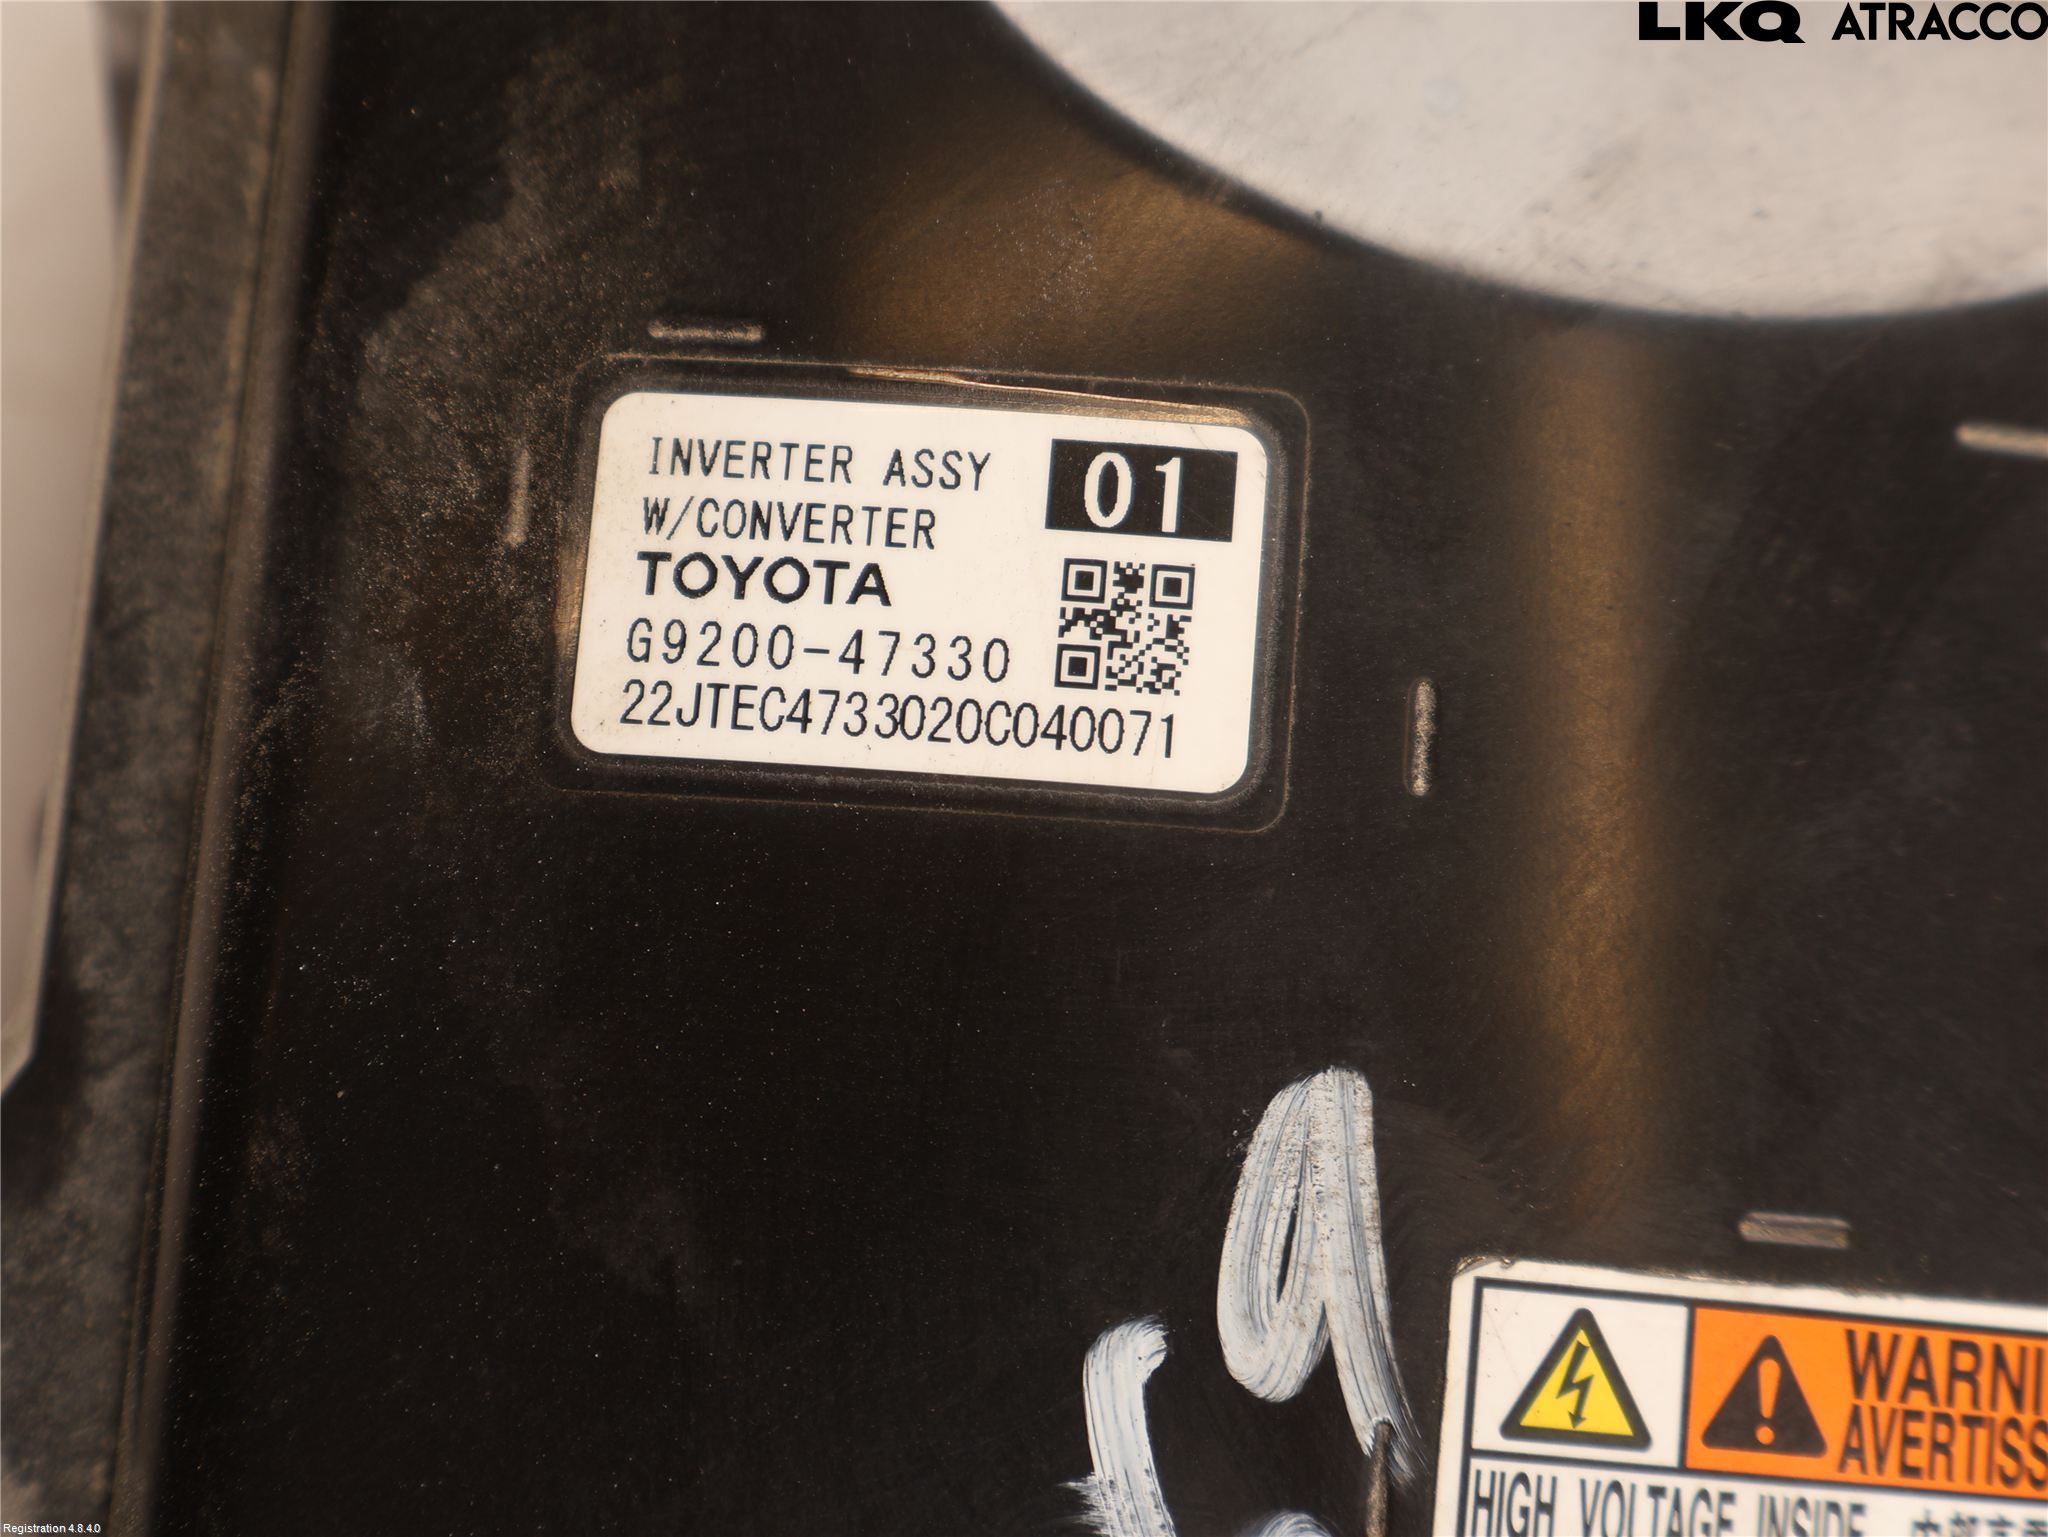 LKQ ATRACCO
INVERTER ASSY
01
W/CONVERTER
TOYOTA
G9200-47330
22JTEC4733020C040071
WARNI
AVERTISS
HIGH VOLTAGE INSIDE
Registration 4.8.4.0